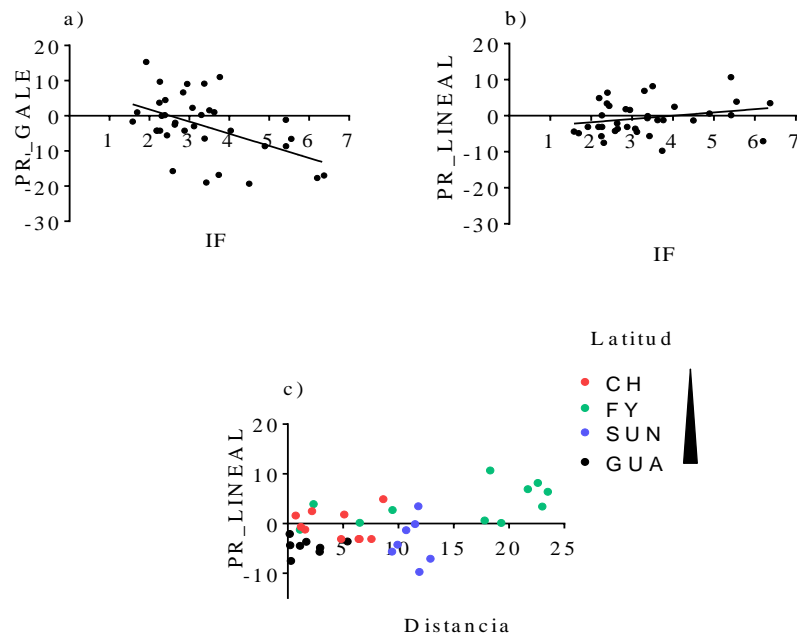 a)
PR_GALE
20
10
0
-10
-20
-30
1 2 3 4 5 6 7
IF
b)
PR_LINEAL
20
10
0
-10
-20
-30
1 2 3 4 5 6 7
IF
Latitud
CH
FY
SUN
GUA
c)
PR_LINEAL
20
10
0
-10
5 10 15 20 25
Distancia